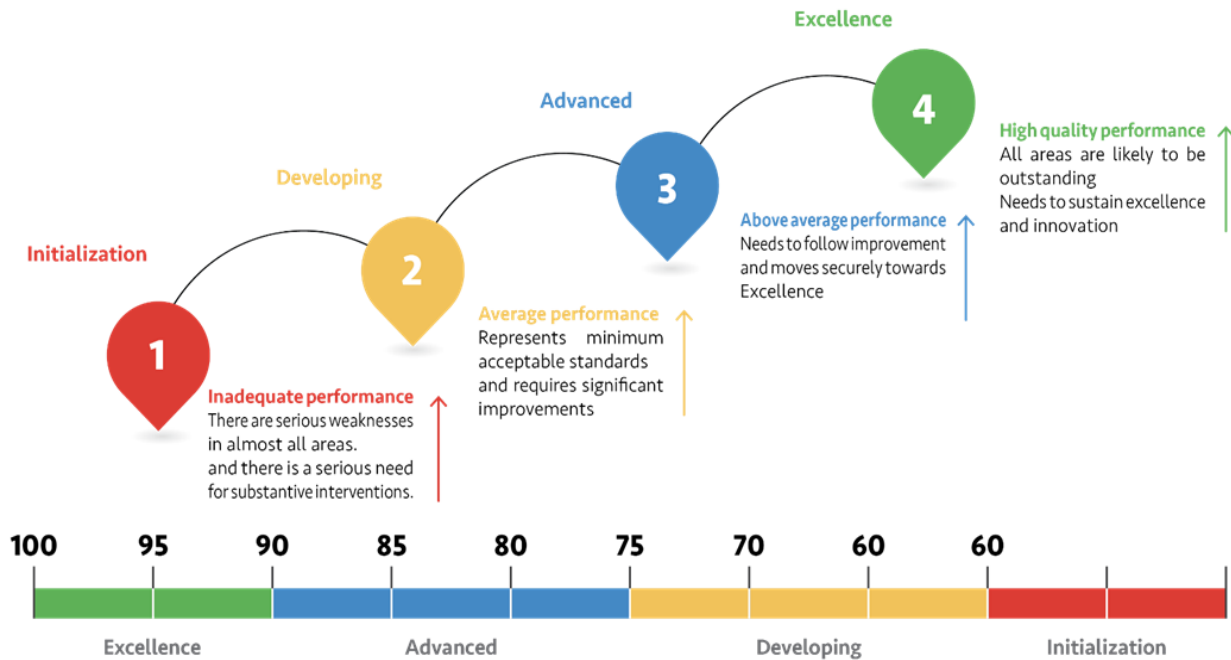 Excellence
4
High quality performance
All areas are likely to be
outstanding
Needs to sustain excellence
and innovation
Advanced
3
Above average performance
Needs to follow improvement
and moves securely towards
Excellence
Developing
2
Average performance
Represents minimum
acceptable standards
and requires significant
improvements
Initialization
1
Inadequate performance
There are serious weaknesses
in almost all areas.
and there is a serious need
for substantive interventions.
100 95 90 85 80 75 70 60 60
Excellence Advanced Developing Initialization